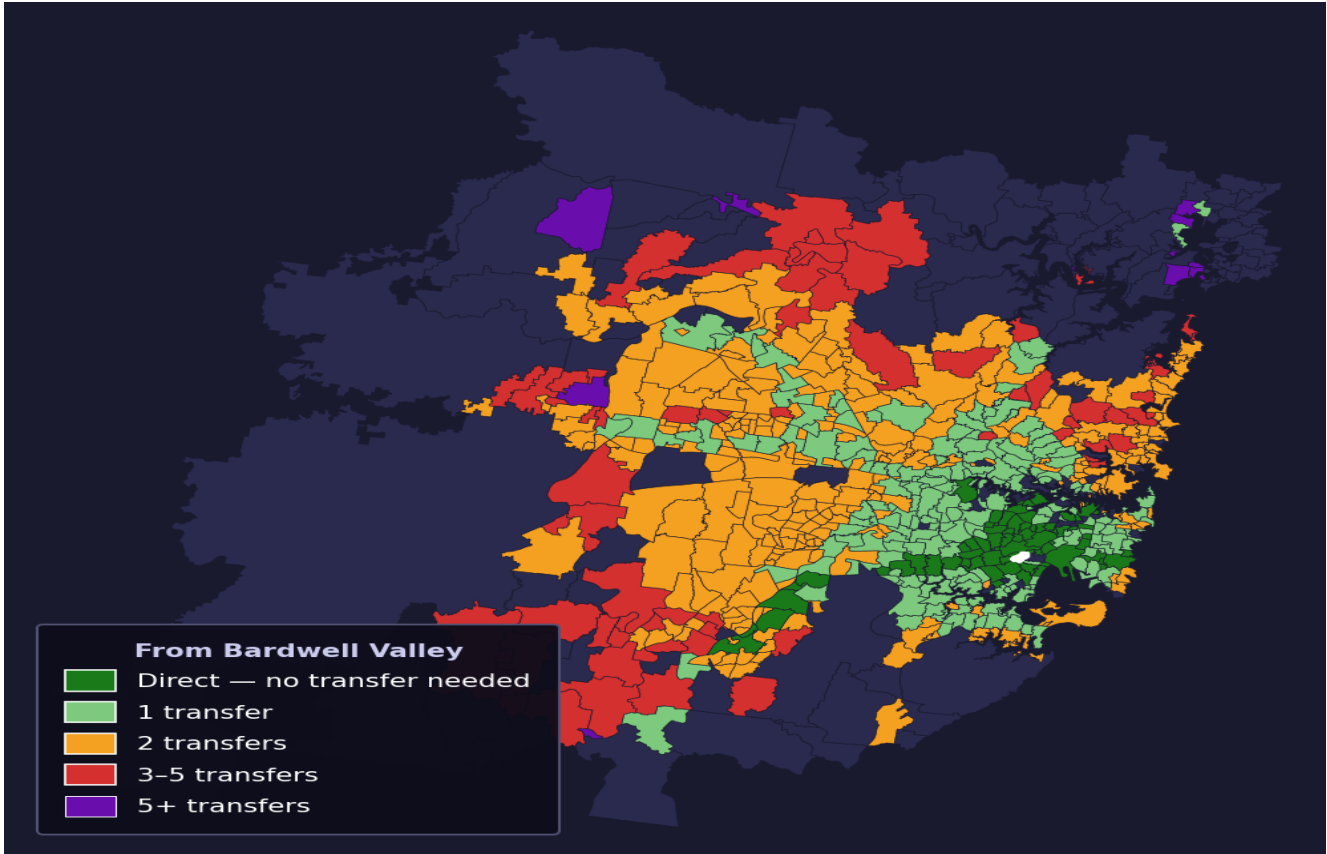 From Bardwell Valley
Direct — no transfer needed
1 transfer
2 transfers
3–5 transfers
5+ transfers